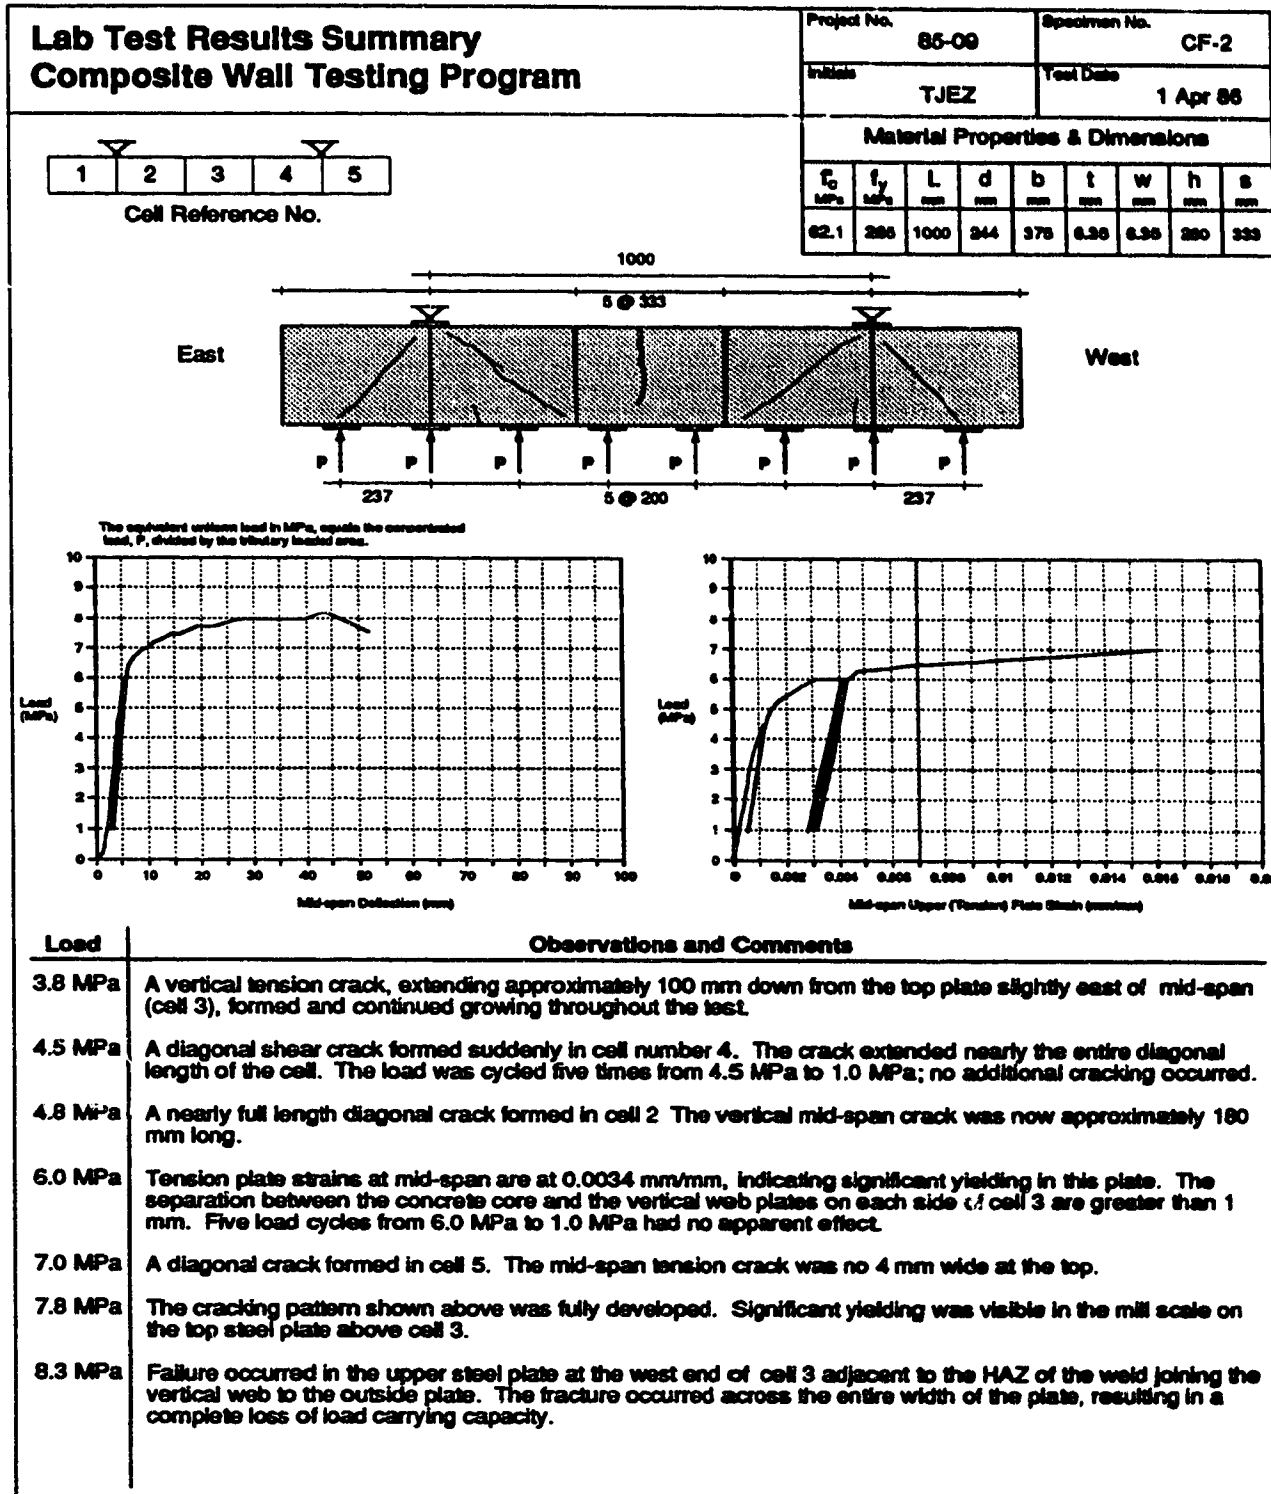 Lab Test Results Summary
Composite Wall Testing Program
Project No.
85-09
Specimen No.
CF-2
Initials
TJEZ
Test Date
1 Apr 86
Material Properties & Dimensions
f'c fy L d b t w h s
MPa MPa mm mm mm mm mm mm mm
62.1 1000 244 6.35 6.35 333
1 2 3 4 5
Cell Reference No.
1000
5 @ 333
East
West
P P P P P P P P
237 5 @ 200 237
The equivalent uniform load in MPa, equals the concentrated
load, P, divided by the tributary loaded area.
10
9
8
7
6
5
4
3
2
1
0
Load
(MPa)
0 10 20 30 40 50 60 70 80 90 100
Mid-span Deflection (mm)
10
9
8
7
6
5
4
3
2
1
0
Load
(MPa)
0 0.002 0.004 0.006 0.008 0.01 0.012 0.014 0.016 0.018 0.0
Mid-span Upper (Tension) Plate Strain (mm/mm)
Load Observations and Comments
3.8 MPa A vertical tension crack, extending approximately 100 mm down from the top plate slightly east of mid-span
(cell 3), formed and continued growing throughout the test.
4.5 MPa A diagonal shear crack formed suddenly in cell number 4. The crack extended nearly the entire diagonal
length of the cell. The load was cycled five times from 4.5 MPa to 1.0 MPa; no additional cracking occurred.
4.8 MPa A nearly full length diagonal crack formed in cell 2 The vertical mid-span crack was now approximately 180
mm long.
6.0 MPa Tension plate strains at mid-span are at 0.0034 mm/mm, indicating significant yielding in this plate. The
separation between the concrete core and the vertical web plates on each side of cell 3 are greater than 1
mm. Five load cycles from 6.0 MPa to 1.0 MPa had no apparent effect.
7.0 MPa A diagonal crack formed in cell 5. The mid-span tension crack was no 4 mm wide at the top.
7.8 MPa The cracking pattern shown above was fully developed. Significant yielding was visible in the mill scale on
the top steel plate above cell 3.
8.3 MPa Failure occurred in the upper steel plate at the west end of cell 3 adjacent to the HAZ of the weld joining the
vertical web to the outside plate. The fracture occurred across the entire width of the plate, resulting in a
complete loss of load carrying capacity.